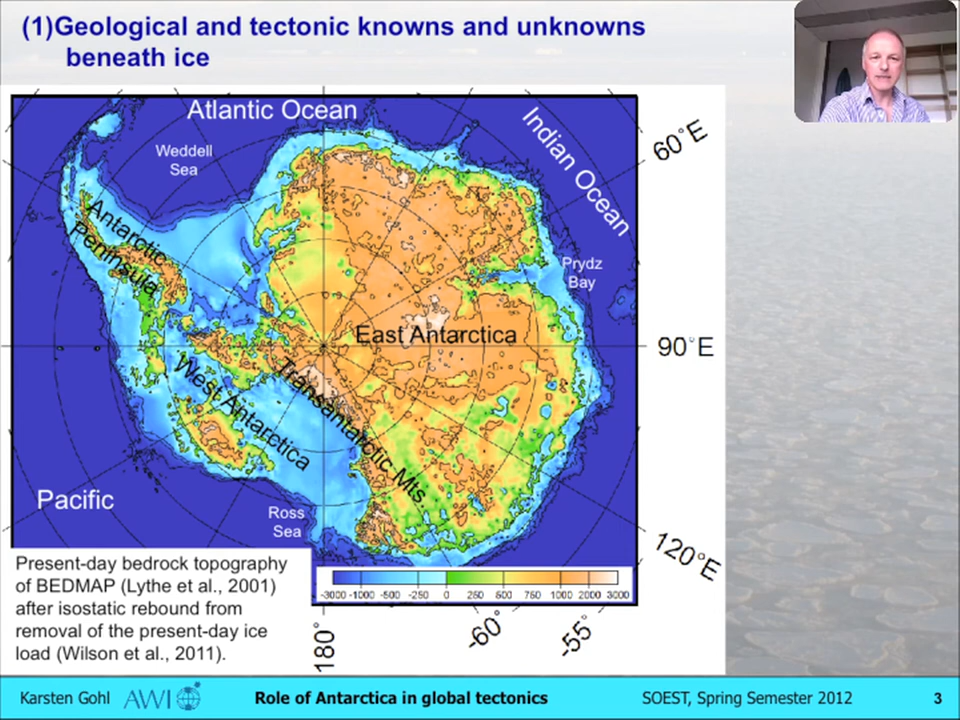 (1)Geological and tectonic knowns and unknowns
beneath ice
Atlantic Ocean
Indian Ocean
60°E
Weddell
Sea
Antarctic
Peninsula
Prydz
Bay
East Antarctica
90°E
West Antarctica
Transantarctic Mts
Pacific
Ross
Sea
120°E
Present-day bedrock topography
of BEDMAP (Lythe et al., 2001)
after isostatic rebound from
removal of the present-day ice
load (Wilson et al., 2011).
-3000 -1000 -500 -250 0 250 500 760 1000 2000 3000
180°
-60°
-55°
Karsten Gohl AWI Role of Antarctica in global tectonics SOEST, Spring Semester 2012 3